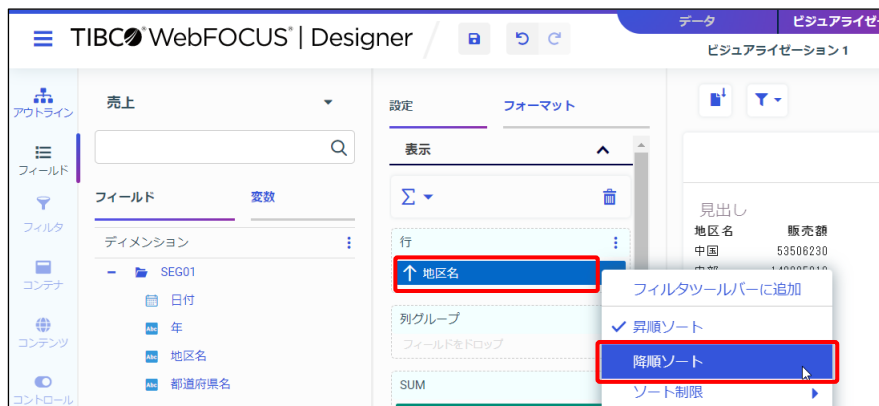 データ
ビジュアライゼ
TIBCO WebFOCUS® | Designer
ビジュアライゼーション 1
アウトライン
フィールド
フィルタ
コンテナ
コンテンツ
コントロール
売上
フィールド
変数
ディメンション
SEG01
日付
Abc 年
Abc 地区名
Abc 都道府県名
設定
フォーマット
表示
Σ
行
↑ 地区名
列グループ
フィールドをドロップ
SUM
見出し
地区名 販売額
中国 53506230
フィルタツールバーに追加
✓ 昇順ソート
降順ソート
ソート制限